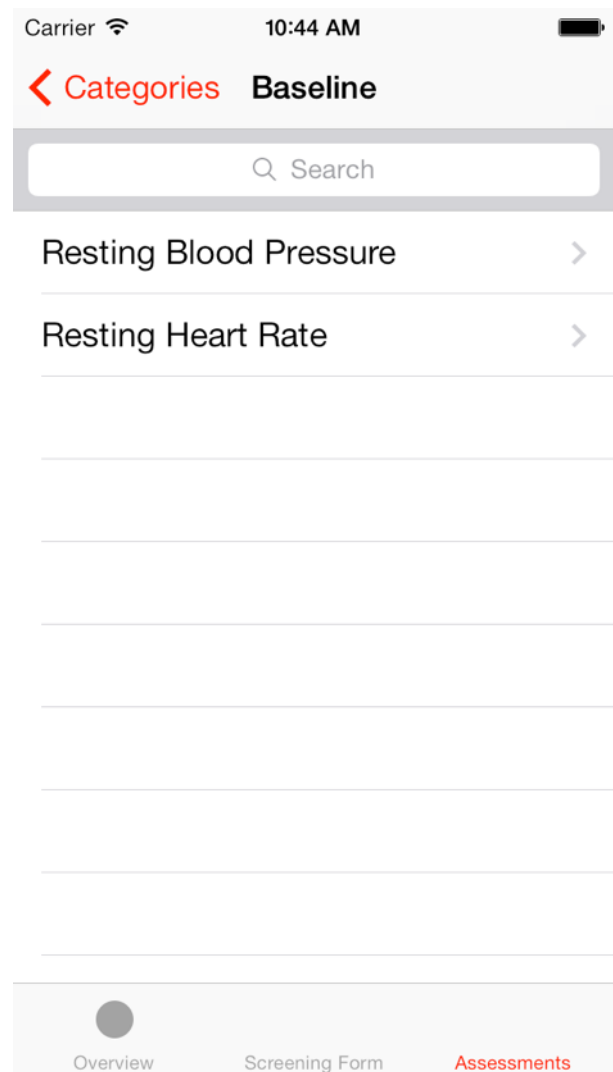 Carrier 10:44 AM
Categories Baseline
Search
Resting Blood Pressure
Resting Heart Rate
Overview Screening Form Assessments